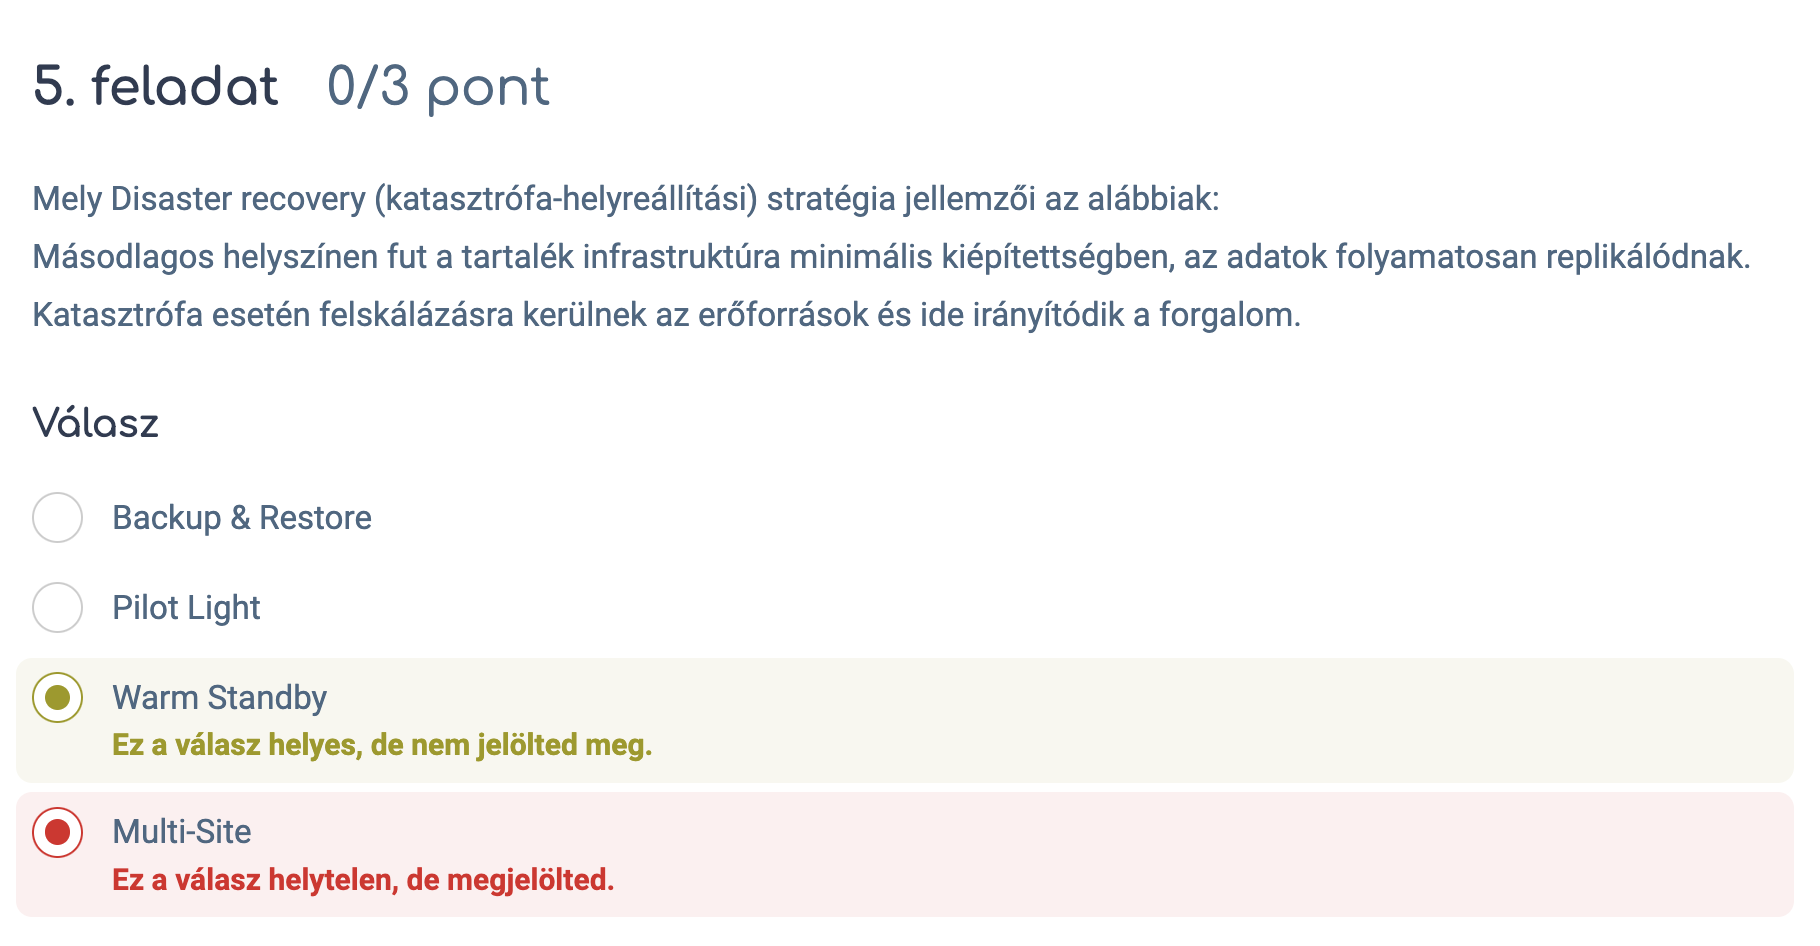 5. feladat 0/3 pont
Mely Disaster recovery (katasztrófa-helyreállítási) stratégia jellemzői az alábbiak:
Másodlagos helyszínen fut a tartalék infrastruktúra minimális kiépítettségben, az adatok folyamatosan replikálódnak.
Katasztrófa esetén felskálázásra kerülnek az erőforrások és ide irányítódik a forgalom.
Válasz
Backup & Restore
Pilot Light
Warm Standby
Ez a válasz helyes, de nem jelölted meg.
Multi-Site
Ez a válasz helytelen, de megjelölted.